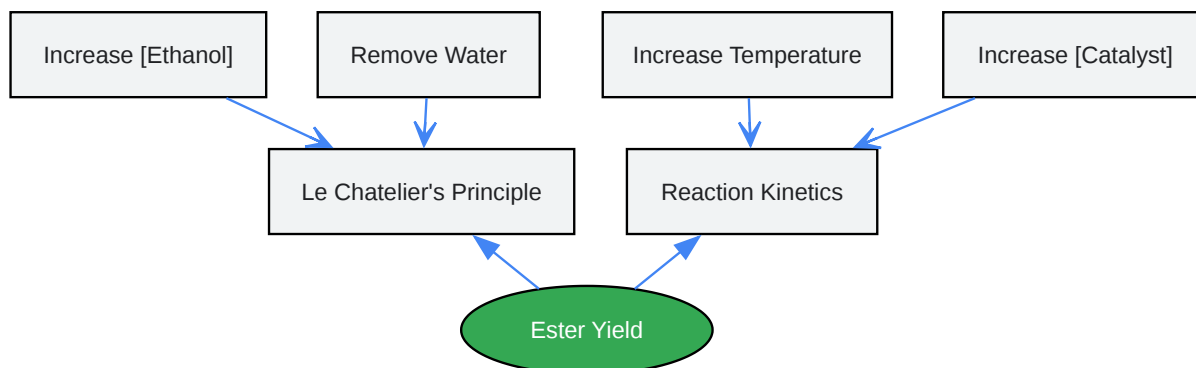 Increase [Ethanol]
Remove Water
Increase Temperature
Increase [Catalyst]
Le Chatelier's Principle
Reaction Kinetics
Ester Yield